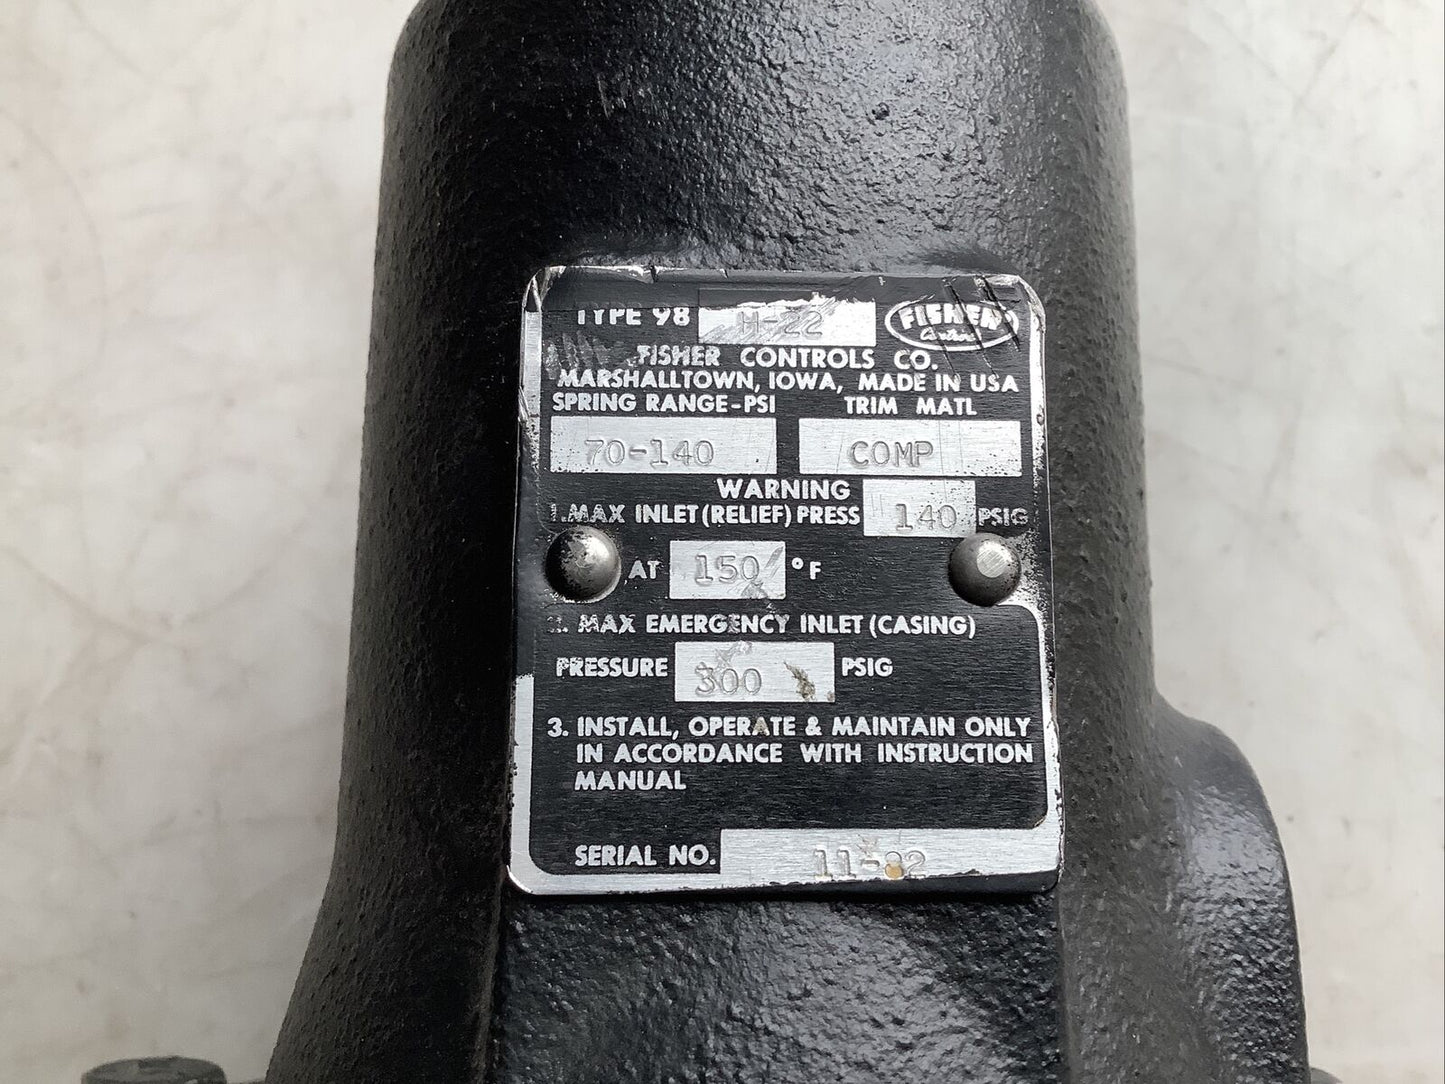 TYPE 98 H-22 FISHER Controls
FISHER CONTROLS CO.
MARSHALLTOWN, IOWA, MADE IN USA
SPRING RANGE-PSI TRIM MATL
70-140 COMP
WARNING
1. MAX INLET (RELIEF) PRESS 140 PSIG
AT 150 °F
2. MAX EMERGENCY INLET (CASING)
PRESSURE 300 PSIG
3. INSTALL, OPERATE & MAINTAIN ONLY
IN ACCORDANCE WITH INSTRUCTION
MANUAL
SERIAL NO. 11-82